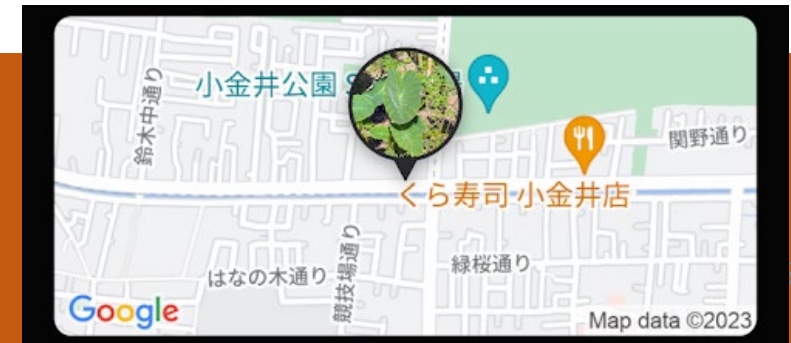 小金井公園 S
鈴木中通り
関野通り
くら寿司 小金井店
競技場通り
はなの木通り
緑桜通り
Google
Map data ©2023